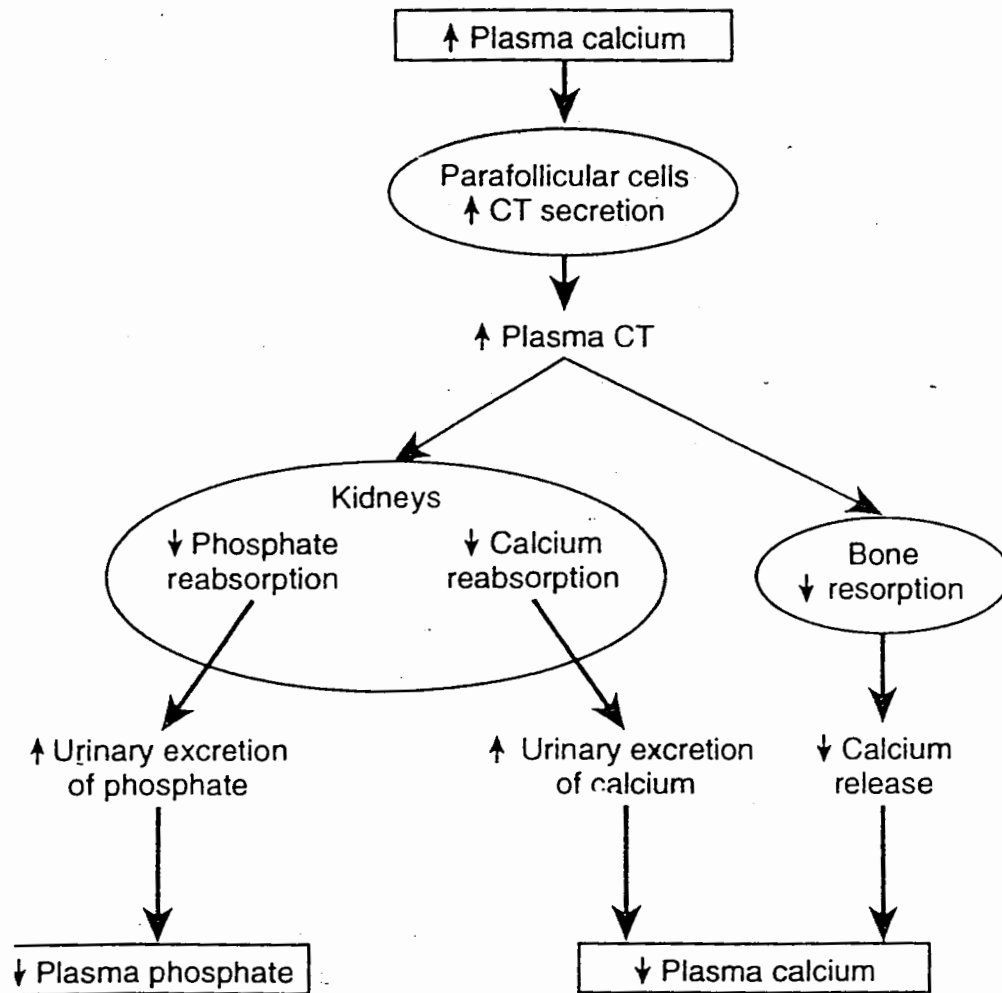 ↑ Plasma calcium
Parafollicular cells
↑ CT secretion
↑ Plasma CT
Kidneys
↓ Phosphate
reabsorption
↓ Calcium
reabsorption
Bone
↓ resorption
↑ Urinary excretion
of phosphate
↑ Urinary excretion
of calcium
↓ Calcium
release
↓ Plasma phosphate
↓ Plasma calcium